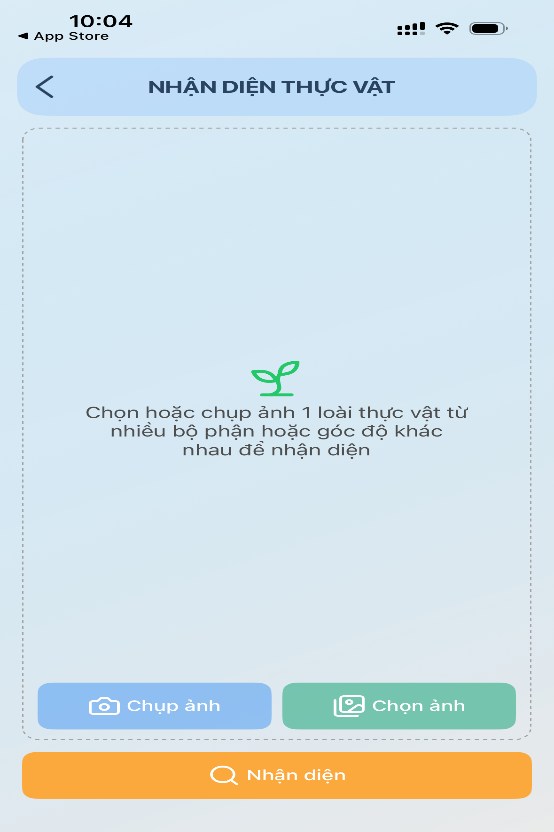 10:04
◀ App Store
NHẬN DIỆN THỰC VẬT
Chọn hoặc chụp ảnh 1 loài thực vật từ
nhiều bộ phận hoặc góc độ khác
nhau để nhận diện
Chụp ảnh
Chọn ảnh
Nhận diện